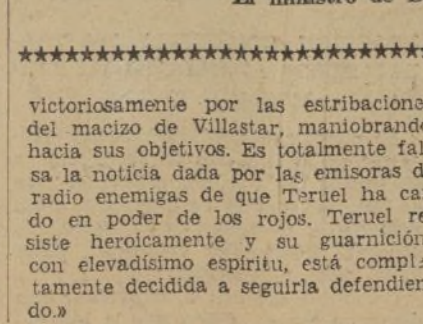 victoriosamente por las estribacione
del macizo de Villastar, maniobrand
hacia sus objetivos. Es totalmente fal
sa la noticia dada por las emisoras d
radio enemigas de que Teruel ha ca
do en poder de los rojos. Teruel re
siste heroicamente y su guarnición
con elevadísimo espíritu, está compl
tamente decidida a seguirla defendien
do.»